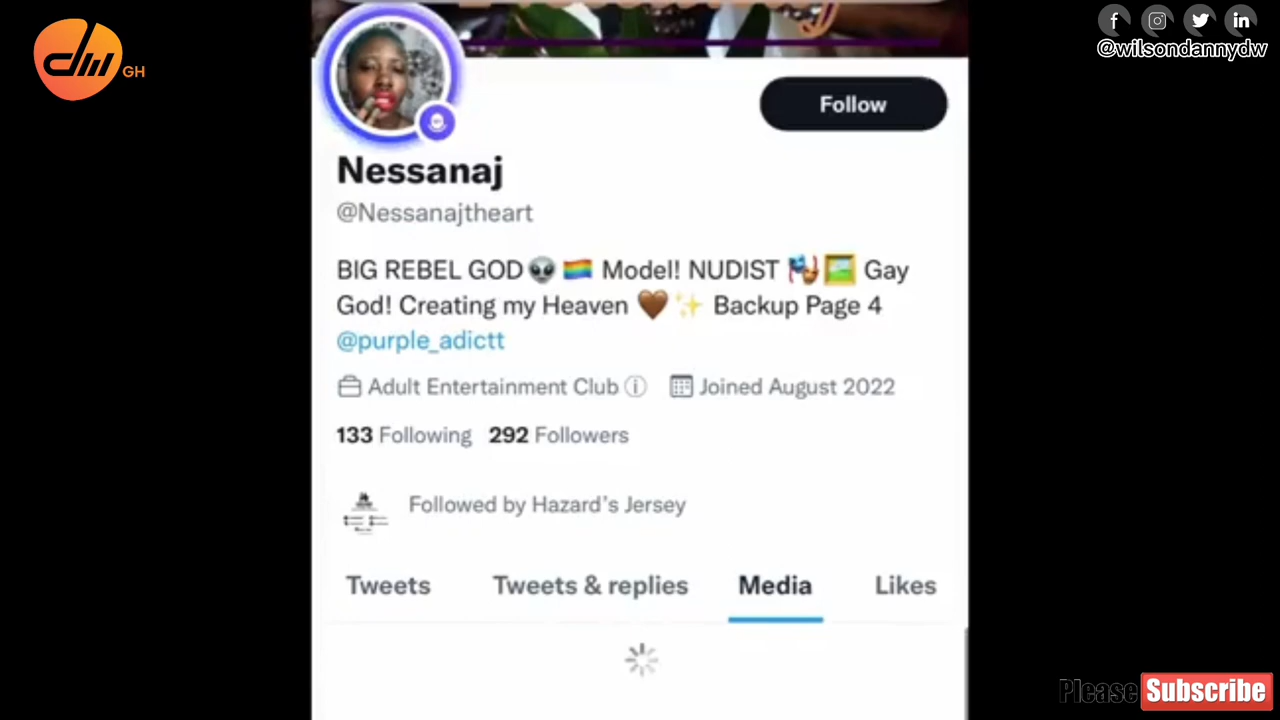 dw GH
@wilsondannydw
Follow
Nessanaj
@Nessanajtheart
BIG REBEL GOD👽🏳️‍🌈 Model! NUDIST 🎭🖼️ Gay
God! Creating my Heaven 🤎✨ Backup Page 4
@purple_adictt
Adult Entertainment Club ⓘ Joined August 2022
133 Following 292 Followers
Followed by Hazard's Jersey
Tweets Tweets & replies Media Likes
Please Subscribe